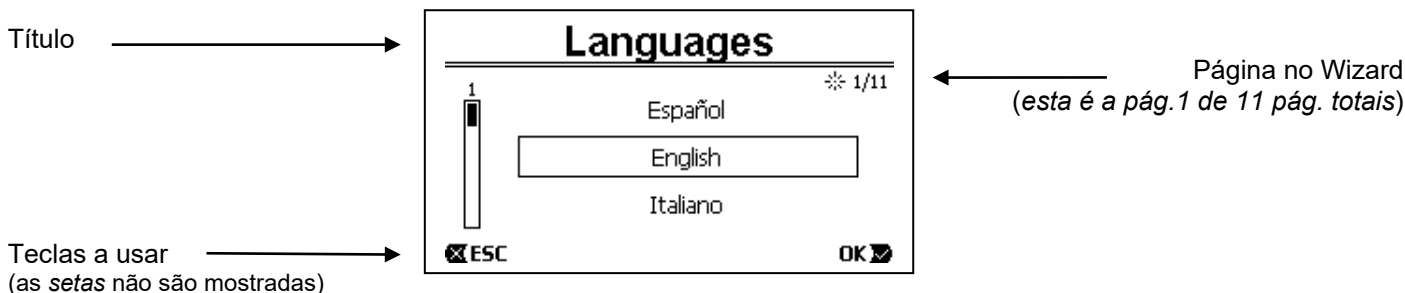 Título
Languages
Página no Wizard
(esta é a pág.1 de 11 pág. totais)
1/11
1
Español
English
Italiano
Teclas a usar
(as setas não são mostradas)
ESC
OK